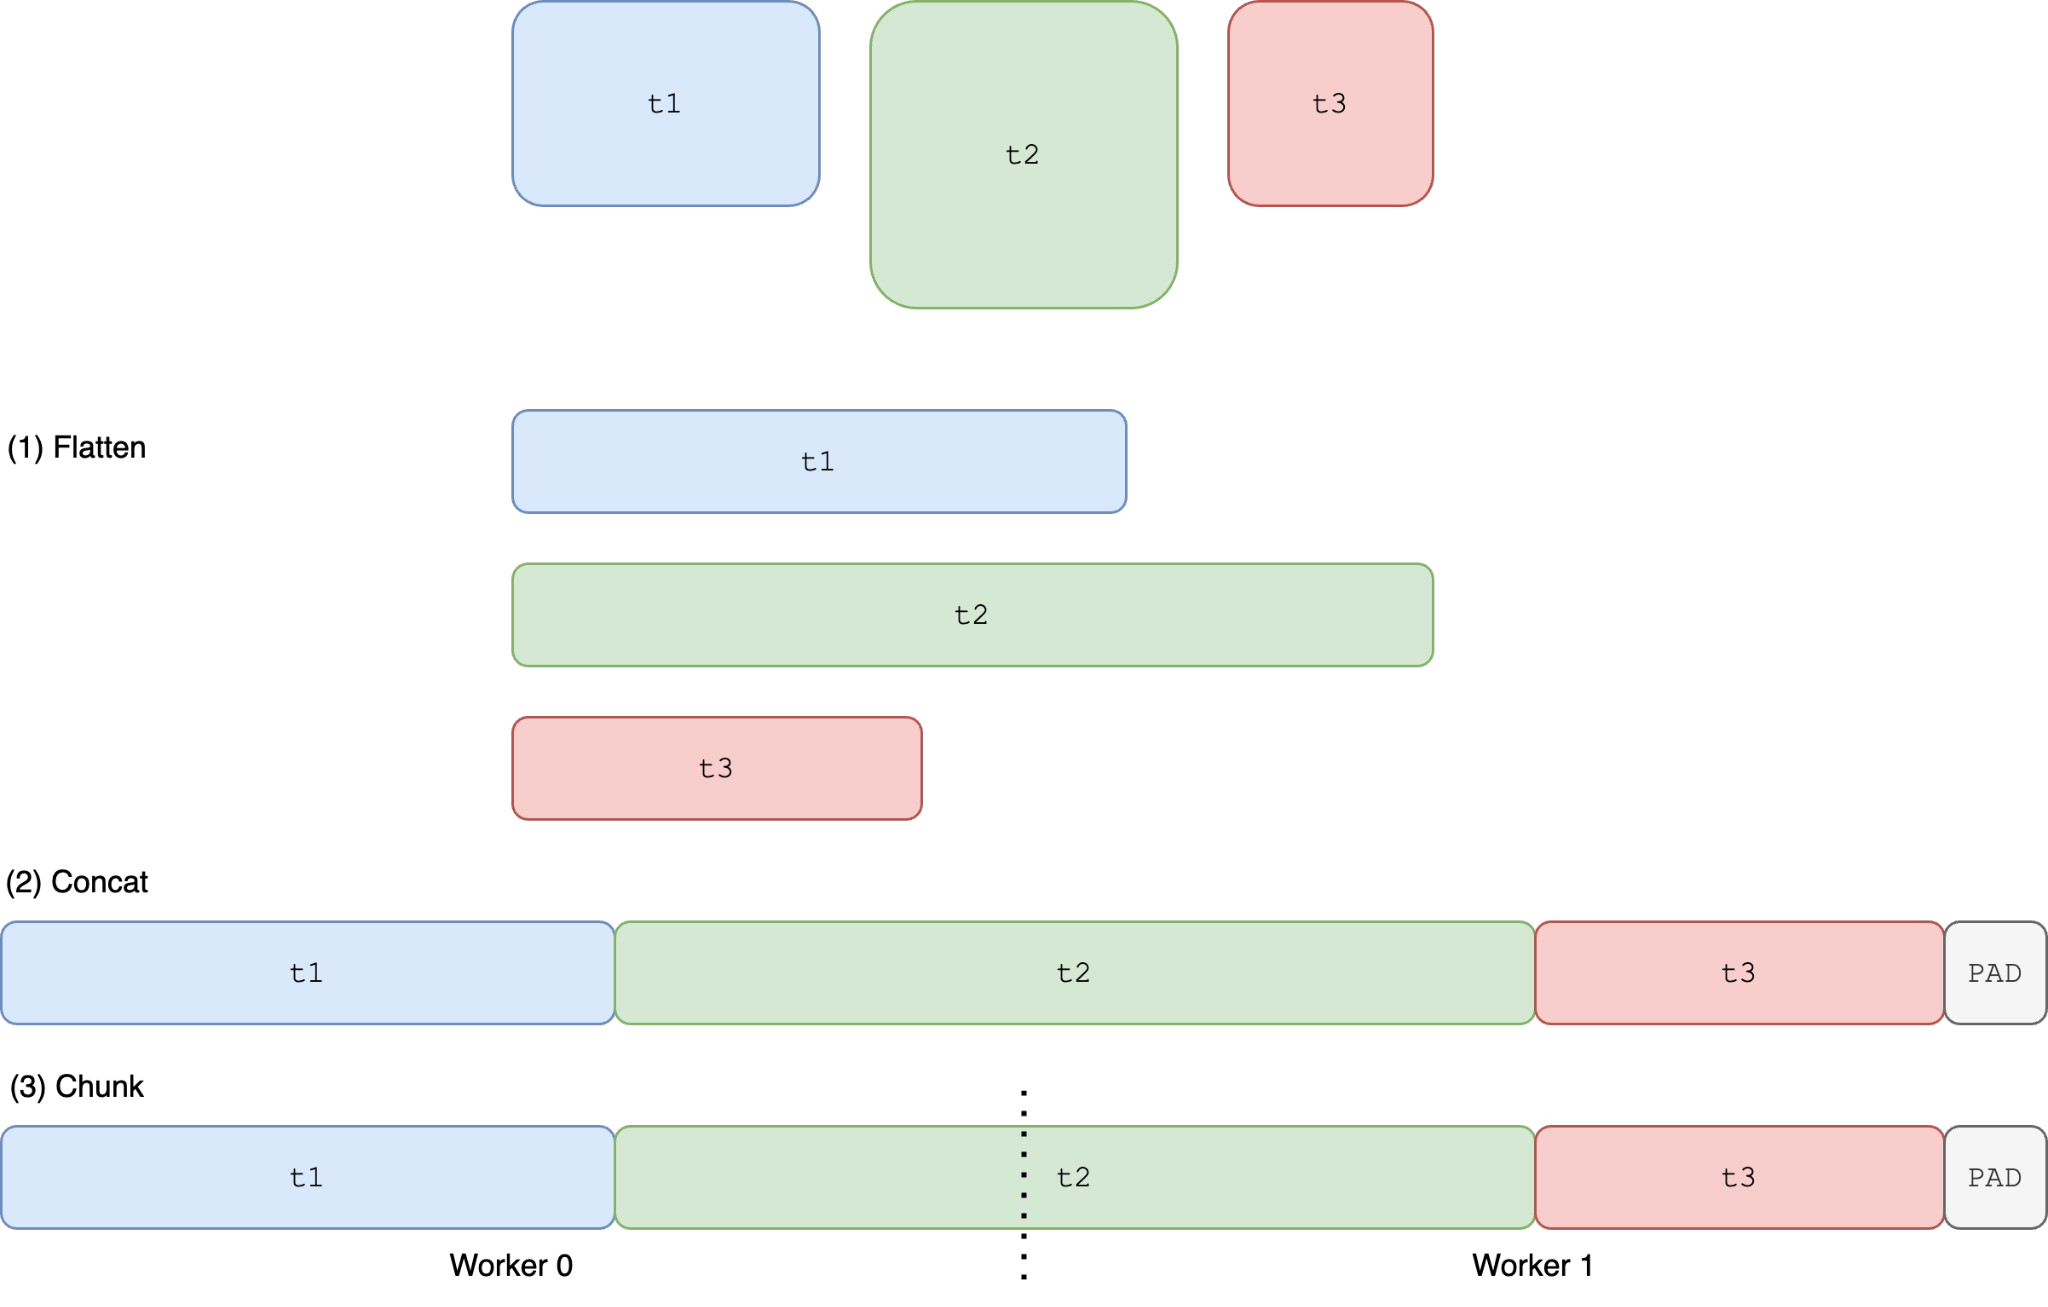 t1
t2
t3
(1) Flatten
t1
t2
t3
(2) Concat
t1 t2 t3 PAD
(3) Chunk
t1 t2 t3 PAD
Worker 0 Worker 1